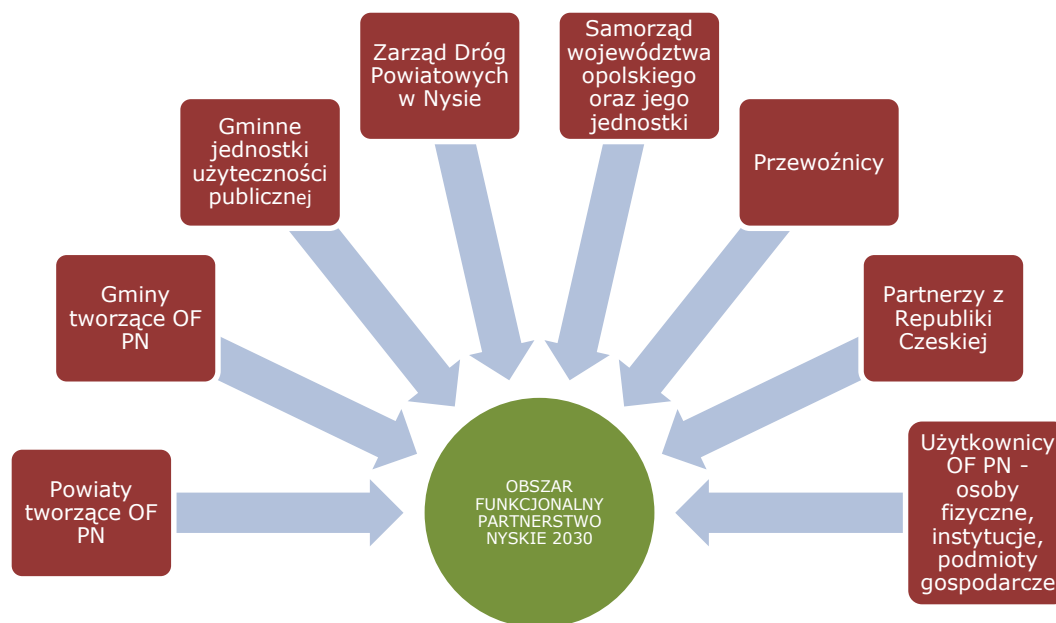 Powiaty
tworzące OF
PN
Gminy
tworzące OF
PN
Gminne
jednostki
użyteczności
publicznej
Zarząd Dróg
Powiatowych
w Nysie
Samorząd
województwa
opolskiego
oraz jego
jednostki
Przewoźnicy
Partnerzy z
Republiki
Czeskiej
Użytkownicy
OF PN -
osoby
fizyczne,
instytucje,
podmioty
gospodarcze
OBSZAR
FUNKCJONALNY
PARTNERSTWO
NYSKIE 2030